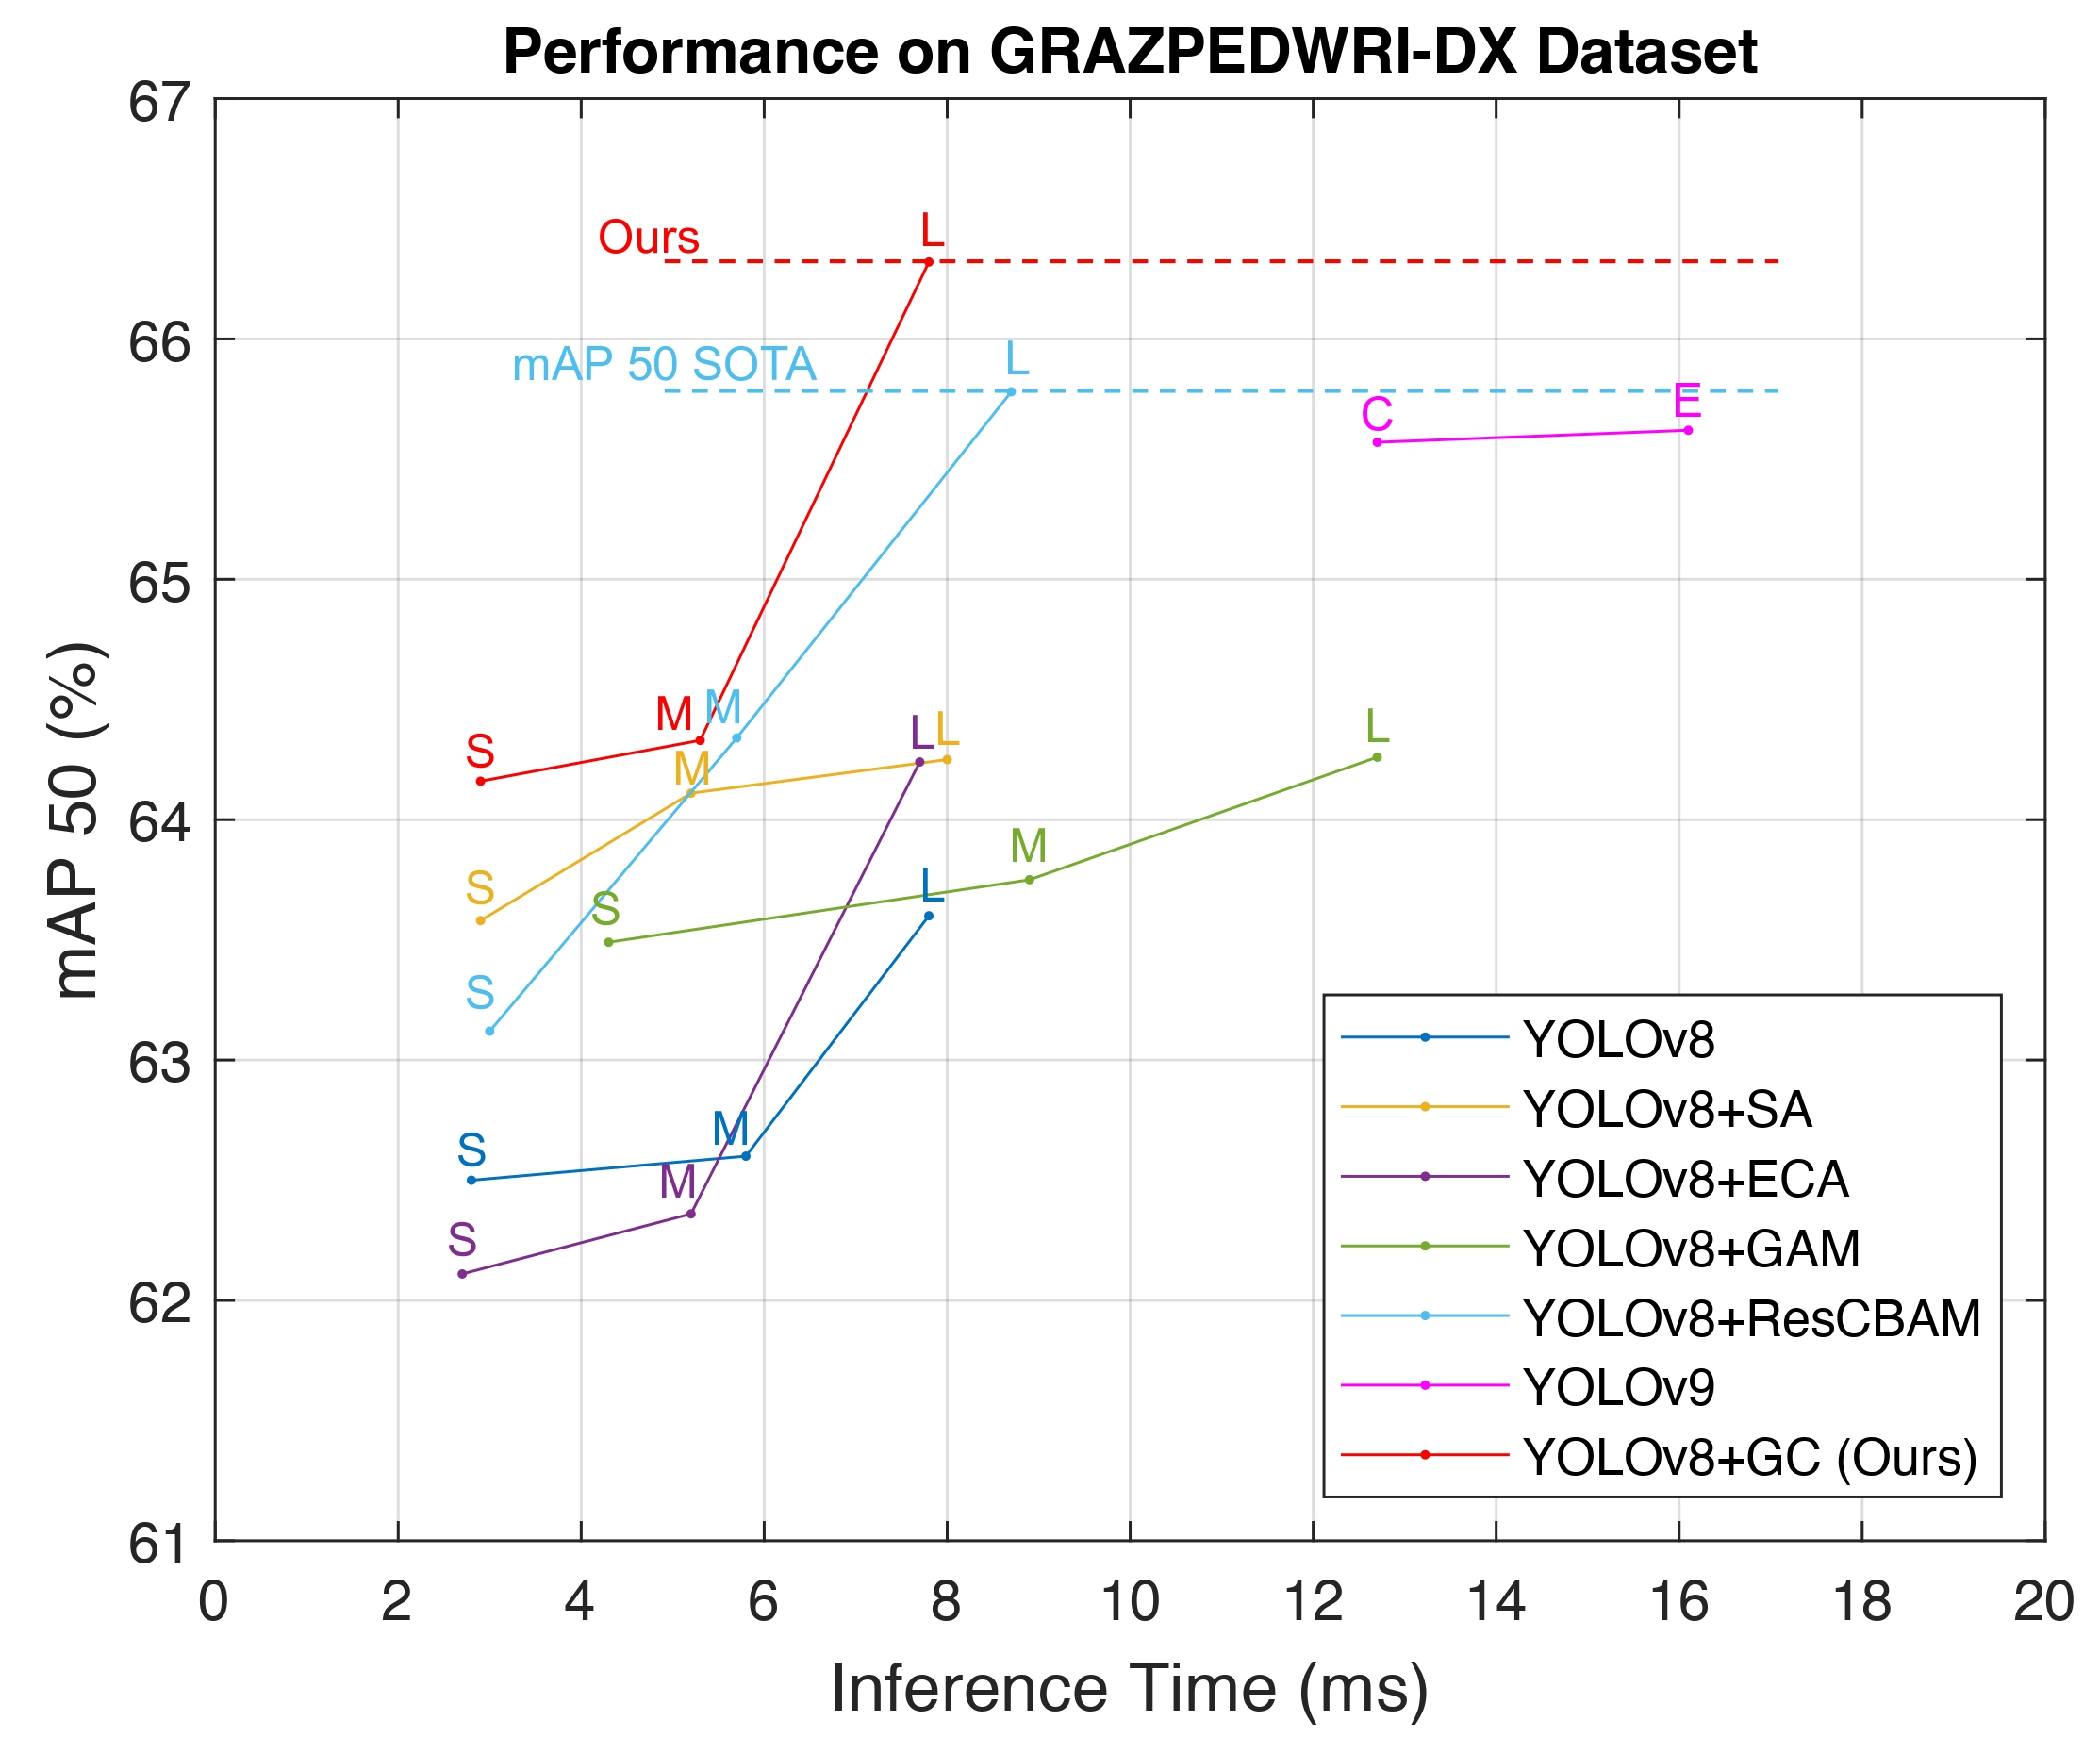 Performance on GRAZPEDWRI-DX Dataset
67
66
65
64
63
62
61
mAP 50 (%)
Ours
L
mAP 50 SOTA
L
C
E
S
M
M
M
L
L
L
S
S
M
S
L
S
M
S
M
S
YOLOv8
YOLOv8+SA
YOLOv8+ECA
YOLOv8+GAM
YOLOv8+ResCBAM
YOLOv9
YOLOv8+GC (Ours)
0 2 4 6 8 10 12 14 16 18 20
Inference Time (ms)